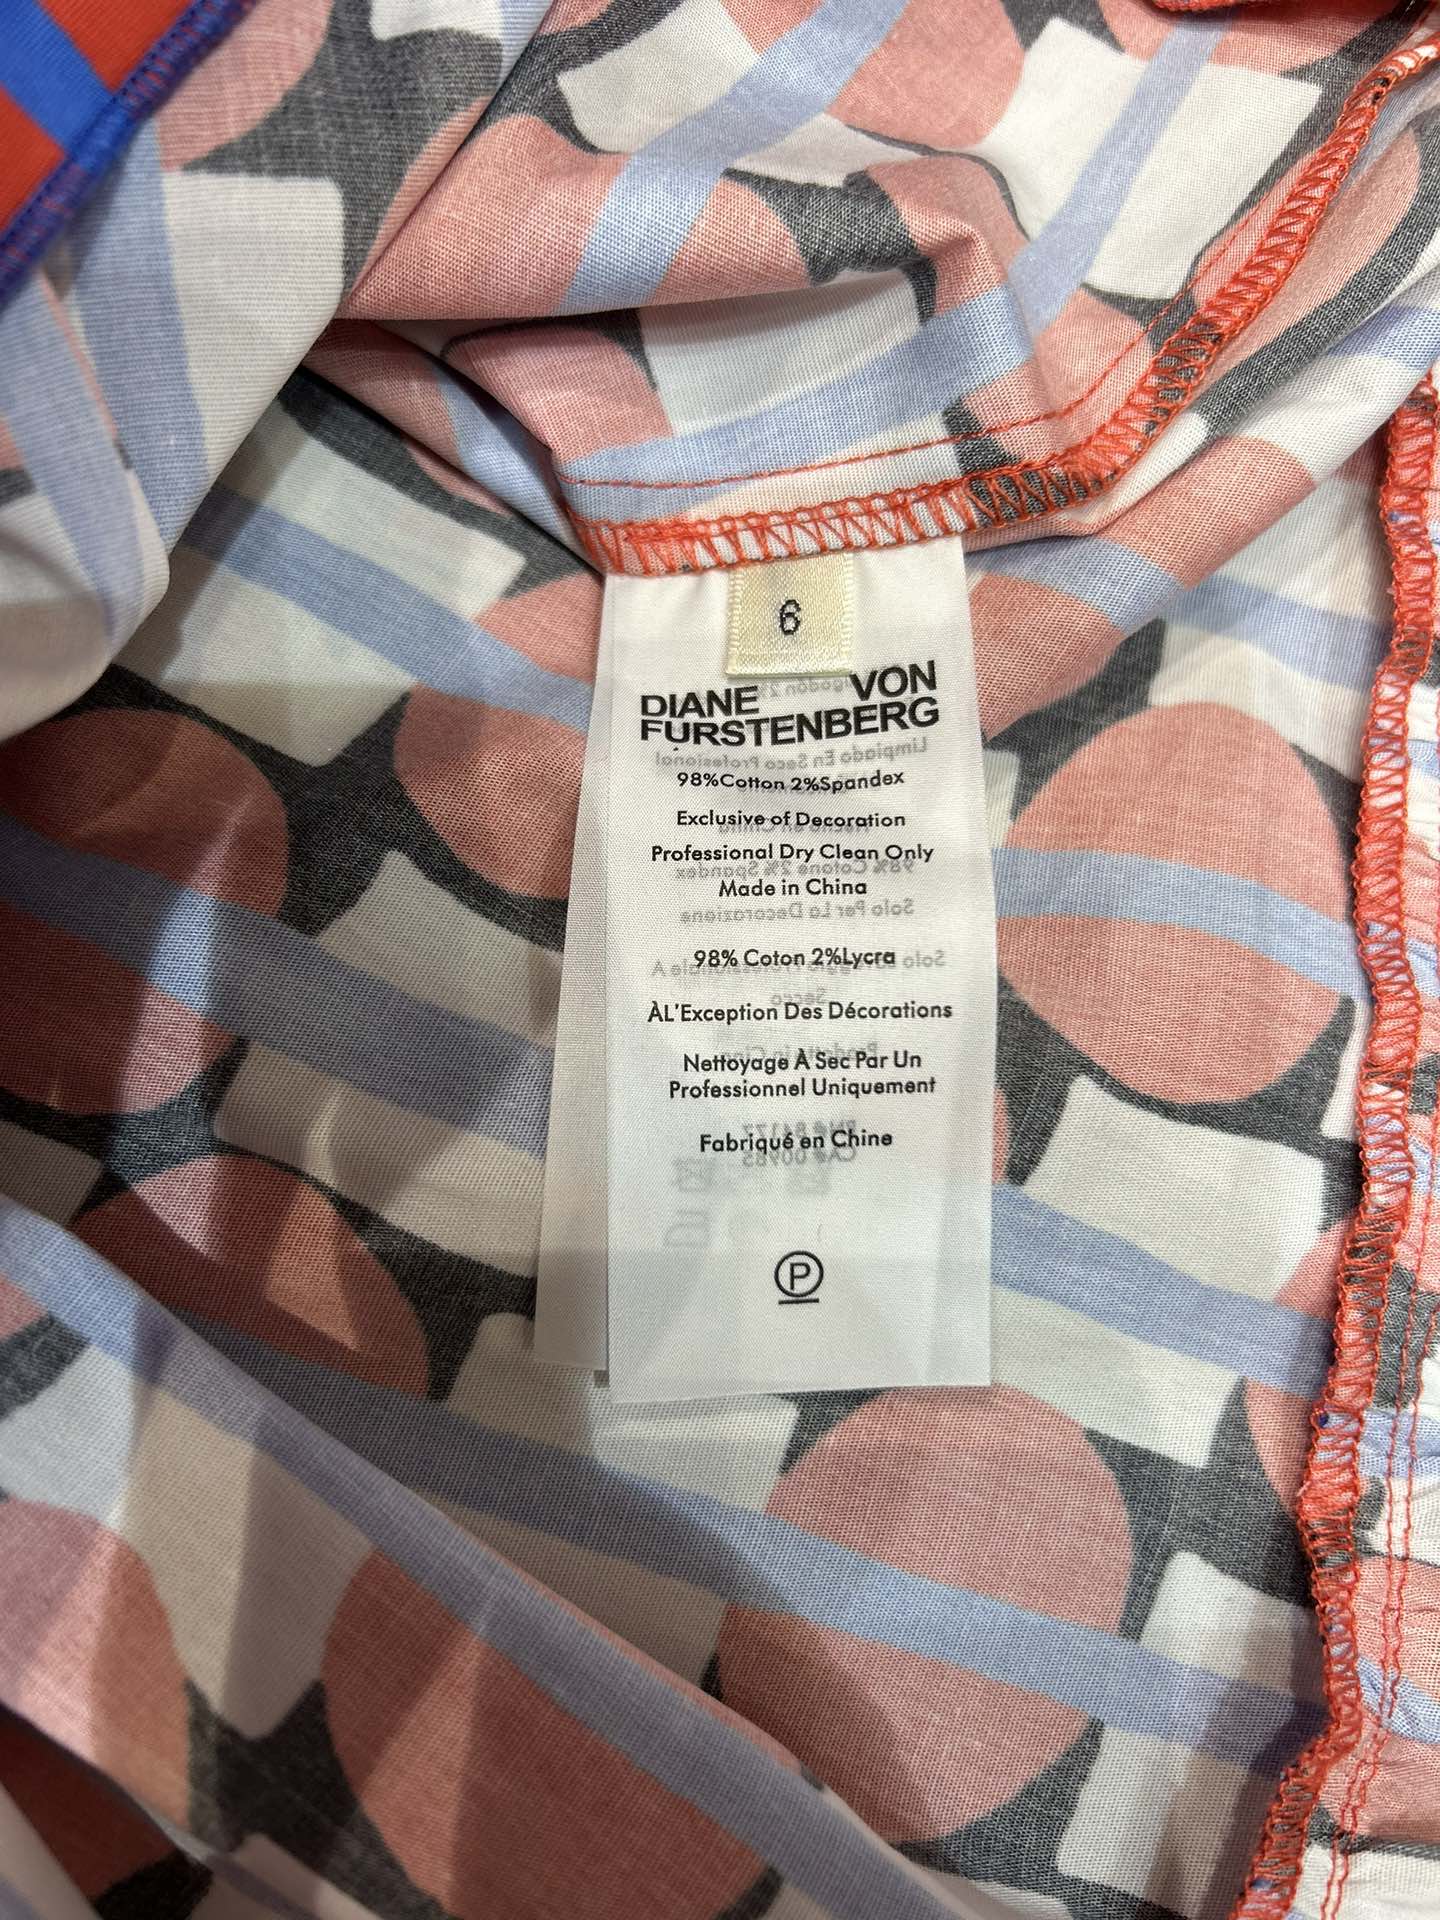 6
DIANE VON
FURSTENBERG
98%Cotton 2%Spandex
Exclusive of Decoration
Professional Dry Clean Only
Made in China
98% Coton 2%Lycra
ÀL'Exception Des Décorations
Nettoyage À Sec Par Un
Professionnel Uniquement
Fabriqué en Chine
P